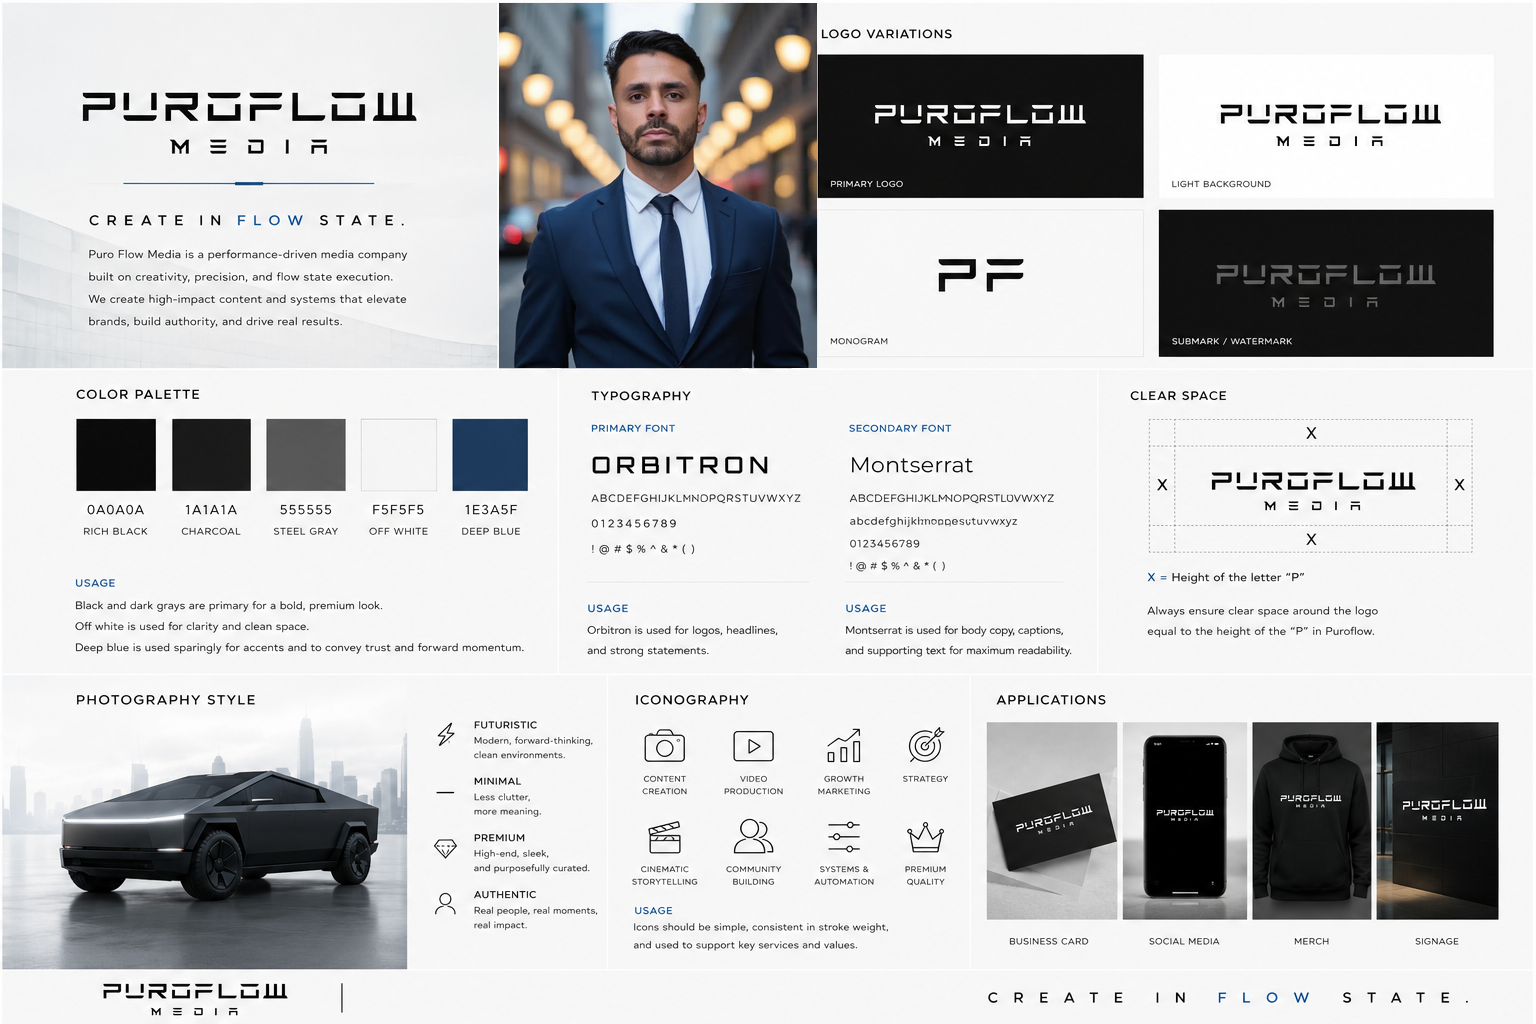 PUROFLOW
MEDIA
CREATE IN FLOW STATE.
Puro Flow Media is a performance-driven media company
built on creativity, precision, and flow state execution.
We create high-impact content and systems that elevate
brands, build authority, and drive real results.
LOGO VARIATIONS
PUROFLOW
MEDIA
PRIMARY LOGO
PUROFLOW
MEDIA
LIGHT BACKGROUND
PF
MONOGRAM
PUROFLOW
MEDIA
SUBMARK / WATERMARK
COLOR PALETTE
0A0A0A
RICH BLACK
1A1A1A
CHARCOAL
555555
STEEL GRAY
F5F5F5
OFF WHITE
1E3A5F
DEEP BLUE
USAGE
Black and dark grays are primary for a bold, premium look.
Off white is used for clarity and clean space.
Deep blue is used sparingly for accents and to convey trust and forward momentum.
TYPOGRAPHY
PRIMARY FONT
ORBITRON
ABCDEFGHIJKLMNOPQRSTUVWXYZ
0123456789
! @ # $ % ^ & * ( )
USAGE
Orbitron is used for logos, headlines,
and strong statements.
SECONDARY FONT
Montserrat
0123456789
! @ # $ % ^ & * ( )
USAGE
Montserrat is used for body copy, captions,
and supporting text for maximum readability.
CLEAR SPACE
X
X
PUROFLOW
MEDIA
X
X
X = Height of the letter “P”
Always ensure clear space around the logo
equal to the height of the “P” in Puroflow.
PHOTOGRAPHY STYLE
FUTURISTIC
Modern, forward-thinking,
clean environments.
MINIMAL
Less clutter,
more meaning.
PREMIUM
High-end, sleek,
and purposefully curated.
AUTHENTIC
Real people, real moments,
real impact.
ICONOGRAPHY
CONTENT
CREATION
VIDEO
PRODUCTION
GROWTH
MARKETING
STRATEGY
CINEMATIC
STORYTELLING
COMMUNITY
BUILDING
SYSTEMS &
AUTOMATION
PREMIUM
QUALITY
USAGE
Icons should be simple, consistent in stroke weight,
and used to support key services and values.
APPLICATIONS
PUROFLOW
MEDIA
BUSINESS CARD
PUROFLOW
MEDIA
SOCIAL MEDIA
PUROFLOW
MEDIA
MERCH
PUROFLOW
MEDIA
SIGNAGE
PUROFLOW
MEDIA
CREATE IN FLOW STATE.